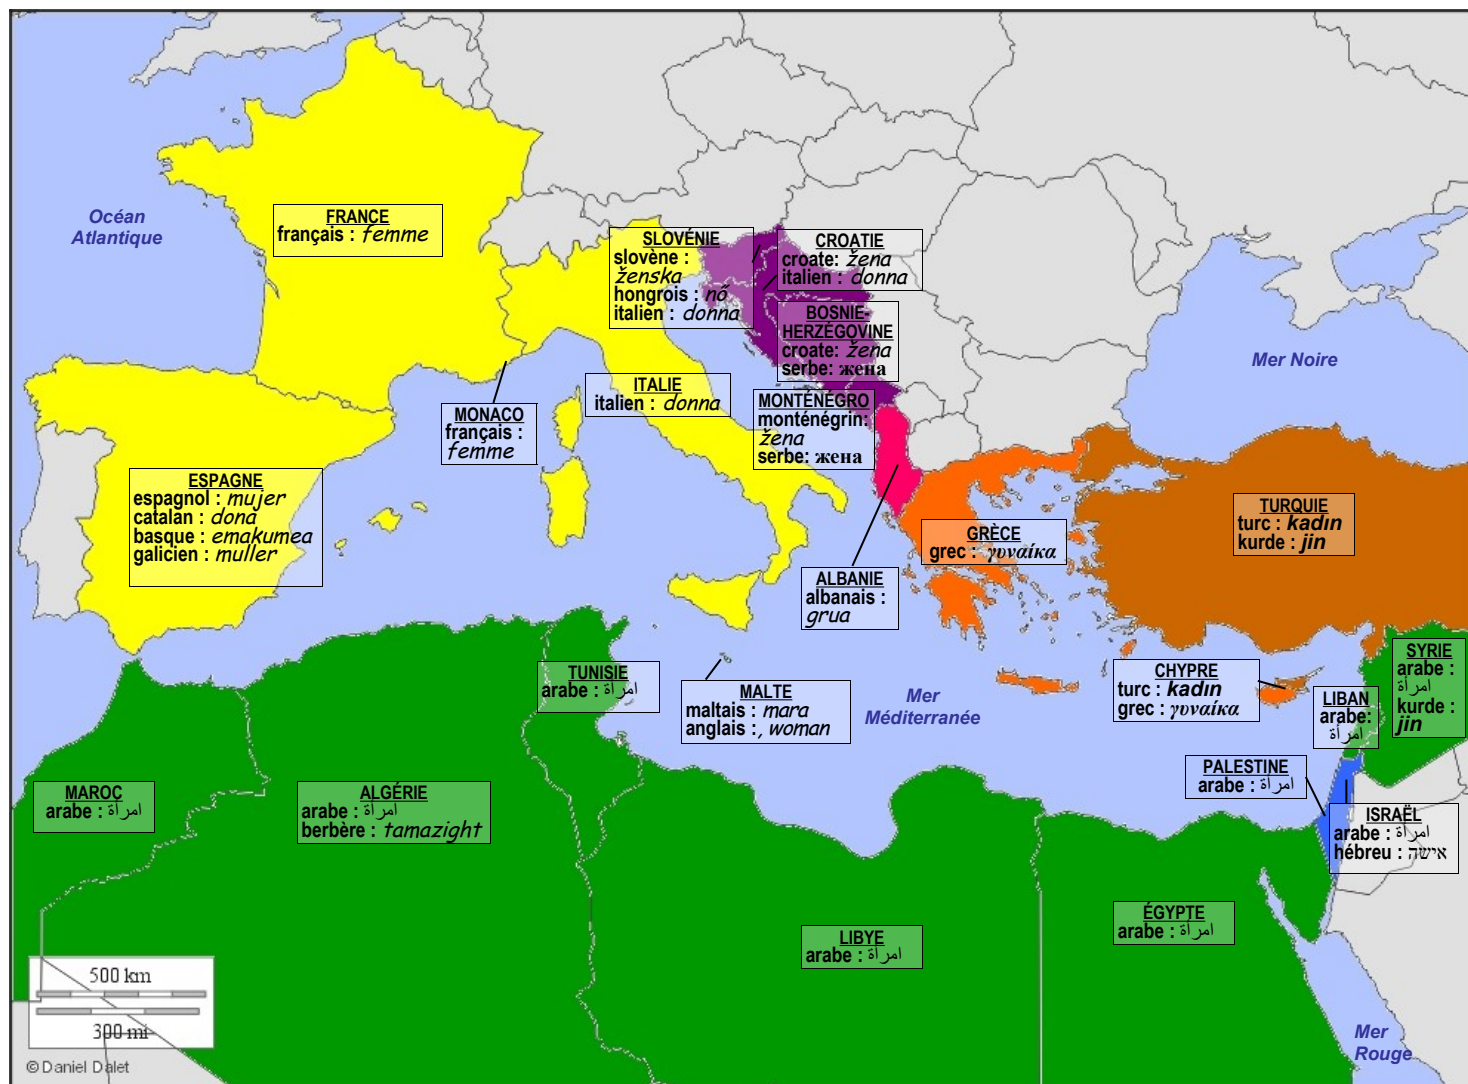 Océan
Atlantique
FRANCE
français : femme
SLOVÉNIE
slovène :
ženska
hongrois : nő
italien : donna
CROATIE
croate: žena
italien : donna
BOSNIE-
HERZÉGOVINE
croate: žena
serbe: жена
Mer Noire
MONACO
français :
femme
ITALIE
italien : donna
MONTÉNÉGRO
monténégrin:
žena
serbe: жена
ESPAGNE
espagnol : mujer
catalan : dona
basque : emakumea
galicien : muller
GRÈCE
grec : γυναίκα
TURQUIE
turc : kadın
kurde : jin
ALBANIE
albanais :
grua
TUNISIE
arabe : امرأة
MALTE
maltais : mara
anglais :, woman
Mer
Méditerranée
CHYPRE
turc : kadın
grec : γυναίκα
LIBAN
arabe:
امرأة
SYRIE
arabe :
امرأة
kurde :
jin
MAROC
arabe : امرأة
ALGÉRIE
arabe : امرأة
berbère : tamazight
PALESTINE
arabe : امرأة
ISRAËL
arabe : امرأة
hébreu : אישה
LIBYE
arabe : امرأة
ÉGYPTE
arabe : امرأة
500 km
300 mi
Mer
Rouge
© Daniel Dalet